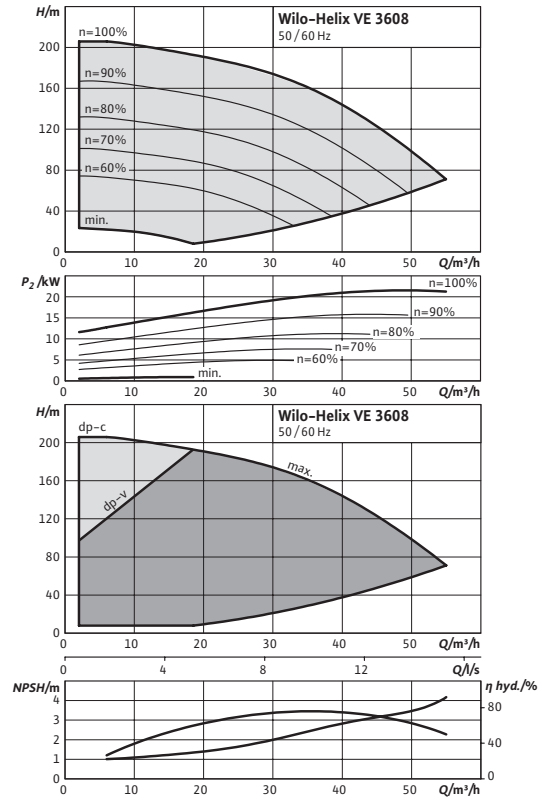 H/m
Wilo-Helix VE 3608
50 / 60 Hz
n=100%
200
n=90%
160
n=80%
120
n=70%
80
n=60%
40
min.
0
0 10 20 30 40 50 Q/m³/h
P₂ /kW
n=100%
20
n=90%
15
n=80%
10
n=70%
5
n=60%
min.
0
0 10 20 30 40 50 Q/m³/h
H/m
Wilo-Helix VE 3608
50 / 60 Hz
dp-c
200
max.
160
dp-v
120
80
40
0
0 10 20 30 40 50 Q/m³/h
0 4 8 12 Q/l/s
NPSH/m
η hyd./%
4
80
3
2
40
1
0
0
0 10 20 30 40 50 Q/m³/h